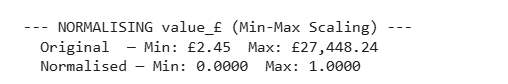 --- NORMALISING value_£ (Min-Max Scaling) ---
Original — Min: £2.45 Max: £27,448.24
Normalised — Min: 0.0000 Max: 1.0000